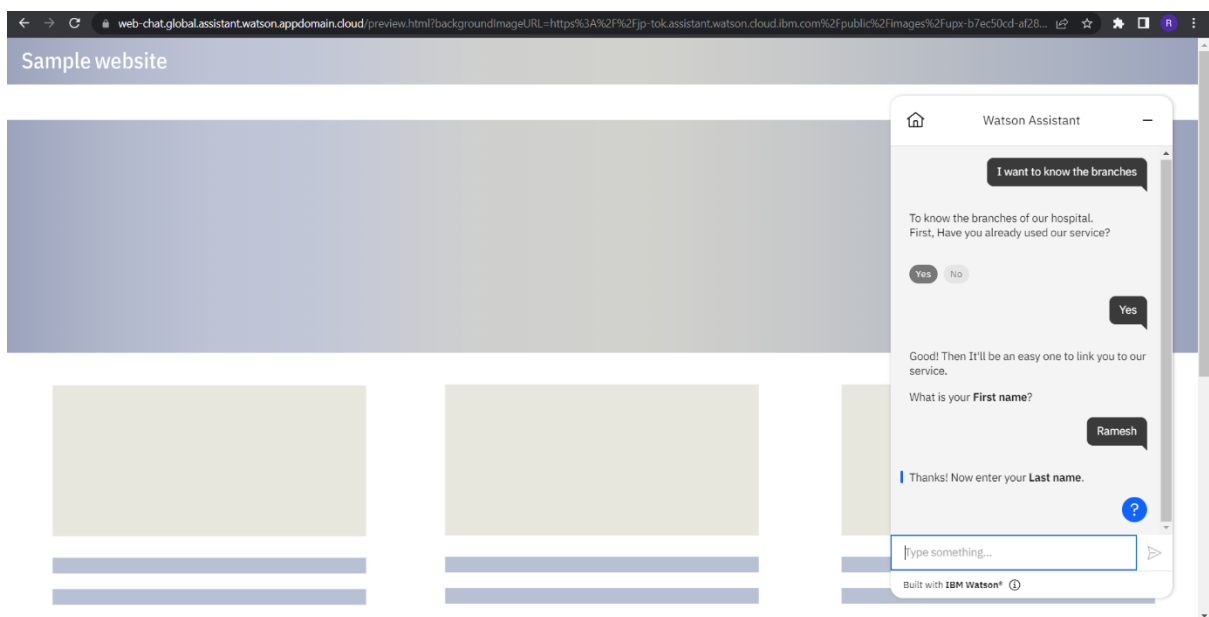 web-chat.global.assistant.watson.appdomain.cloud/preview.html?backgroundImageURL=https%3A%2F%2Fjp-tok.assistant.watson.cloud.ibm.com%2Fpublic%2Fimages%2Fupx-b7ec50cd-af28...
R
Sample website
Watson Assistant
I want to know the branches
To know the branches of our hospital.
First, Have you already used our service?
Yes No
Yes
Good! Then It'll be an easy one to link you to our
service.
What is your First name?
Ramesh
Thanks! Now enter your Last name.
?
Type something...
Built with IBM Watson®